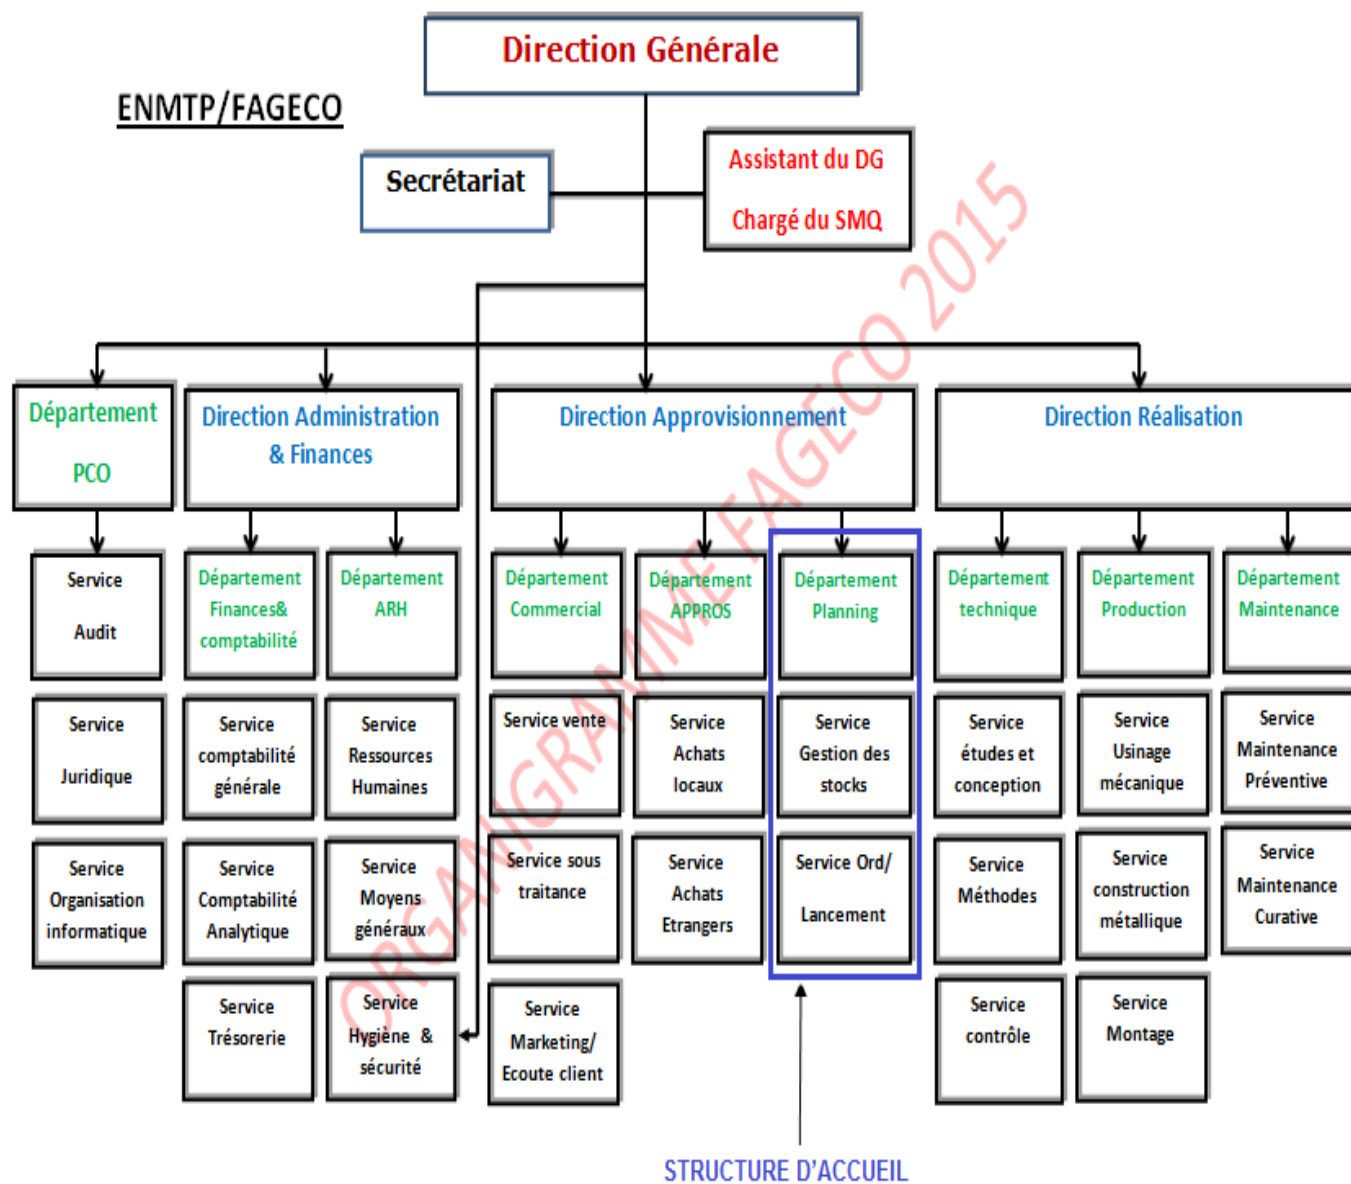 Direction Générale
ENMTP/FAGECO
Secrétariat
Assistant du DG
Chargé du SMQ
ORGANIGRAMME FAGECO 2015
Département
PCO
Direction Administration
& Finances
Direction Approvisionnement
Direction Réalisation
Service
Audit
Département
Finances&
comptabilité
Département
ARH
Département
Commercial
Département
APPROS
Département
Planning
Département
technique
Département
Production
Département
Maintenance
Service
Juridique
Service
comptabilité
générale
Service
Ressources
Humaines
Service vente
Service
Achats
locaux
Service
Gestion des
stocks
Service
études et
conception
Service
Usinage
mécanique
Service
Maintenance
Préventive
Service
Organisation
informatique
Service
Comptabilité
Analytique
Service
Moyens
généraux
Service sous
traitance
Service
Achats
Etrangers
Service Ord/
Lancement
Service
Méthodes
Service
construction
métallique
Service
Maintenance
Curative
Service
Trésorerie
Service
Hygiène &
sécurité
Service
Marketing/
Ecoute client
Service
contrôle
Service
Montage
STRUCTURE D'ACCUEIL